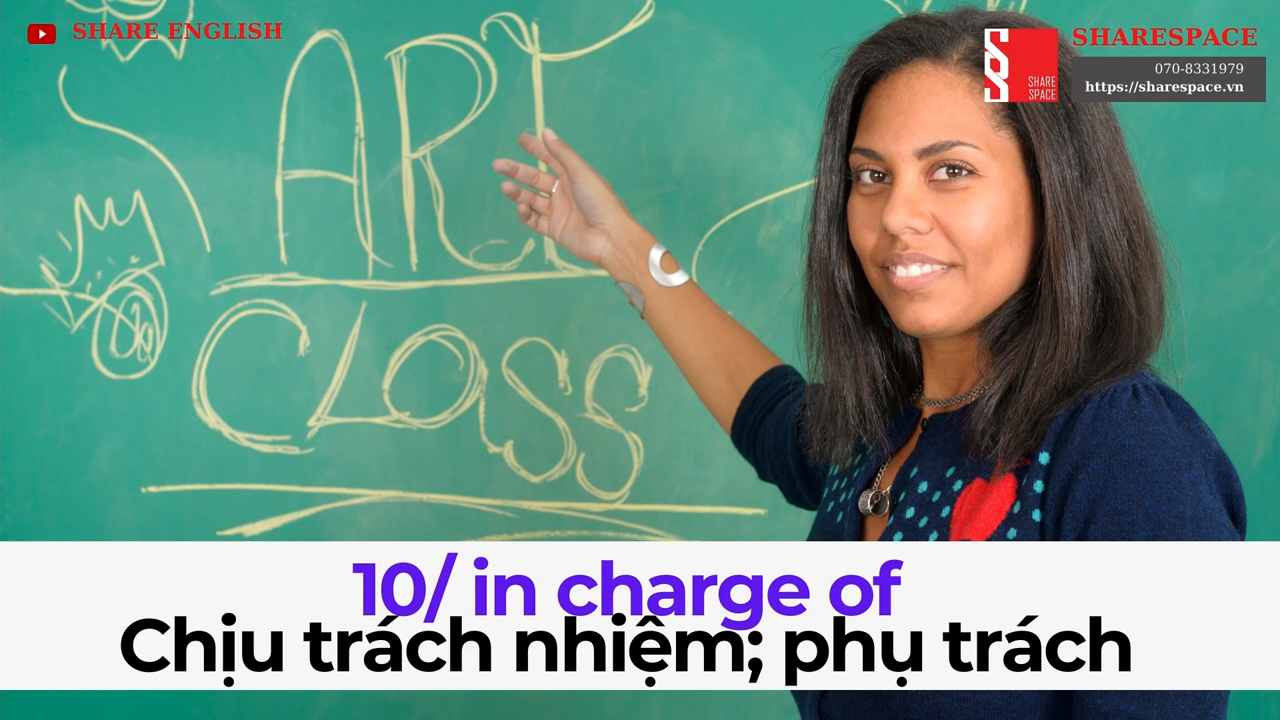 SHARE ENGLISH
SHARESPACE
070-8331979
https://sharespace.vn
SHARE
SPACE
ART
CLASS
10/ in charge of
Chịu trách nhiệm; phụ trách